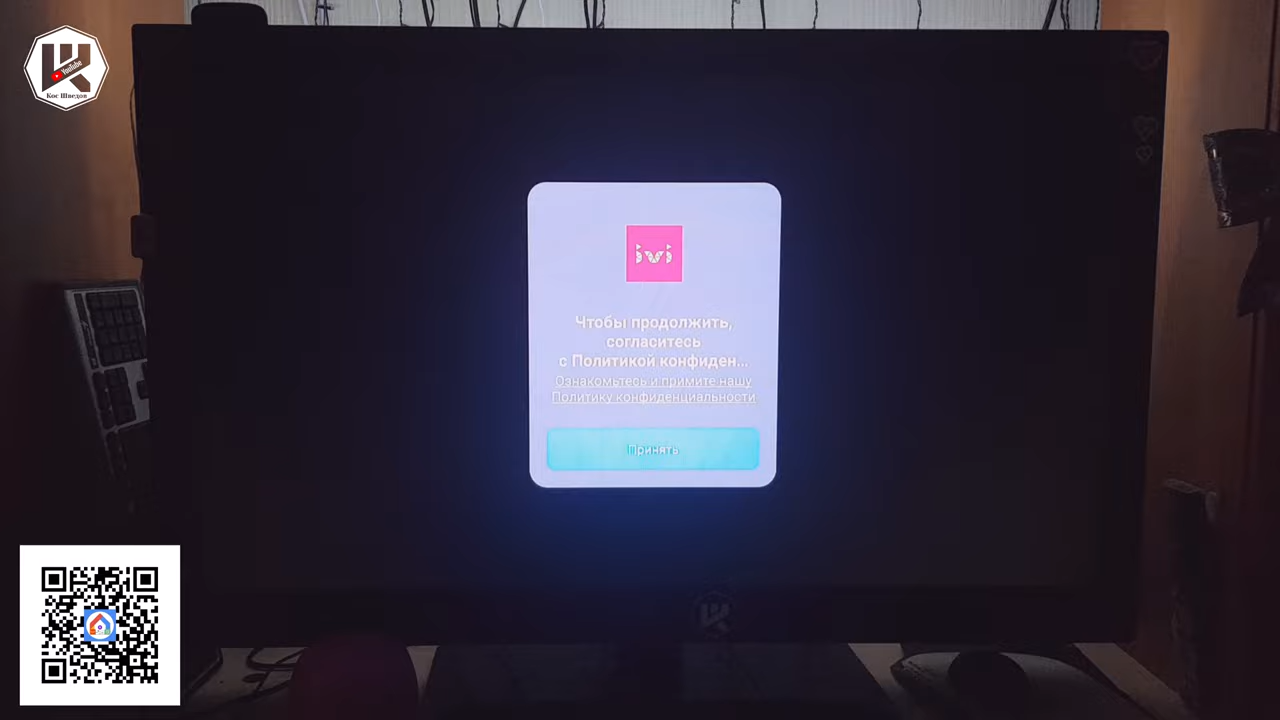 YouTube
Кос Шведов
ivi
Чтобы продолжить,
согласитесь
с Политикой конфиден...
Ознакомьтесь и примите нашу
Политику конфиденциальности
Принять